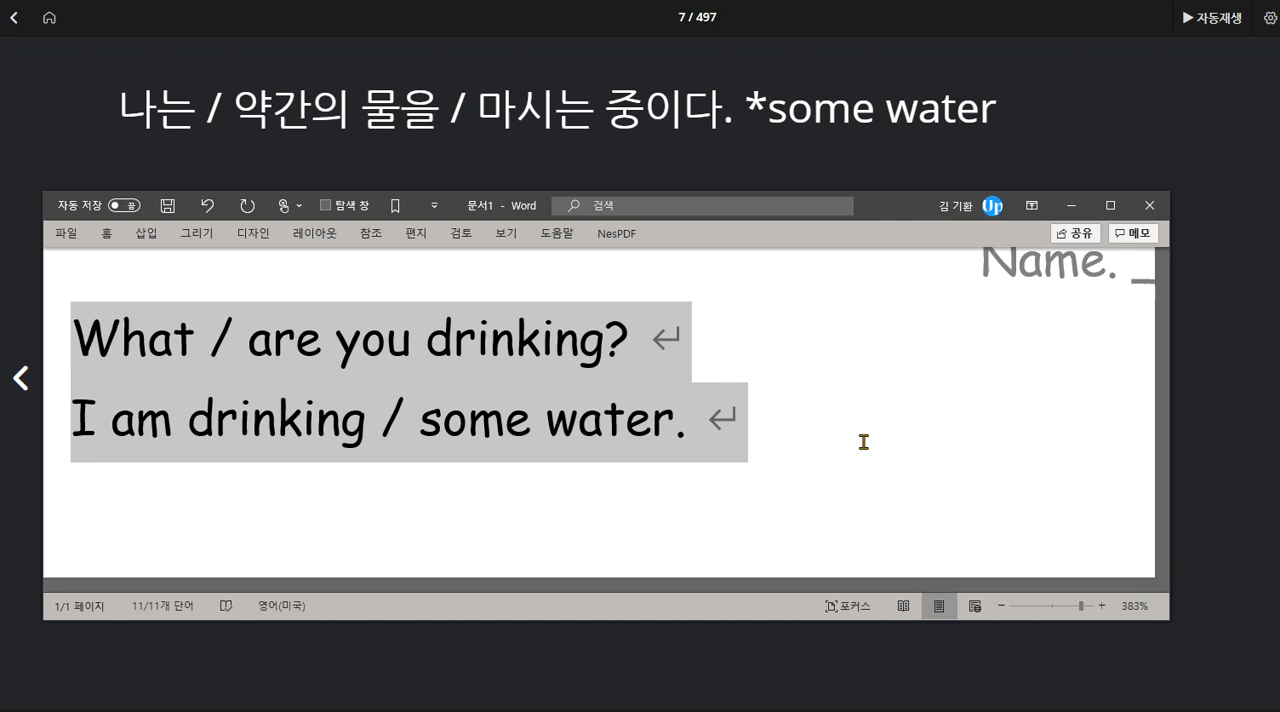 7 / 497
자동재생
나는 / 약간의 물을 / 마시는 중이다. *some water
자동 저장 끔 탐색 창 문서1 - Word 검색 김 기환 Up
파일 홈 삽입 그리기 디자인 레이아웃 참조 편지 검토 보기 도움말 NesPDF 공유 메모
Name. _
What / are you drinking?
I am drinking / some water.
1/1 페이지 11/11개 단어 영어(미국) 포커스 383%